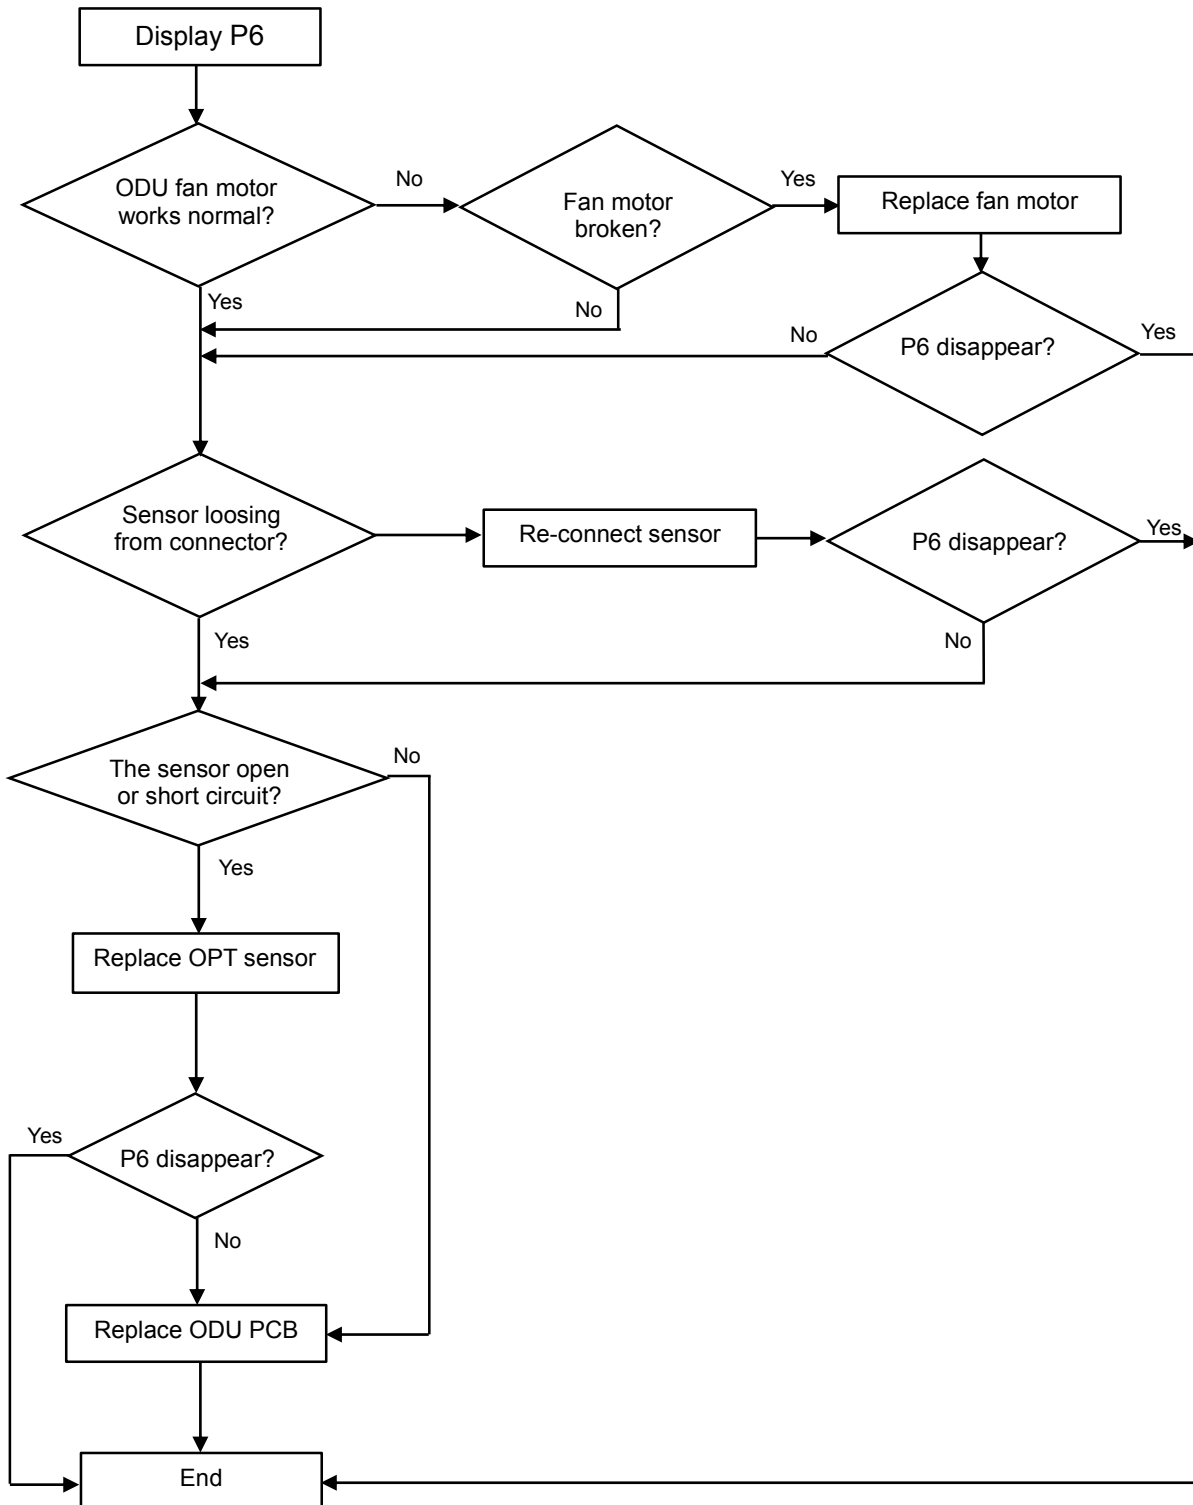 Display P6
ODU fan motor
works normal?
No
Fan motor
broken?
Yes
Replace fan motor
Yes
No
No
P6 disappear?
Yes
Sensor loosing
from connector?
Re-connect sensor
P6 disappear?
Yes
Yes
No
The sensor open
or short circuit?
No
Yes
Replace OPT sensor
Yes
P6 disappear?
No
Replace ODU PCB
End